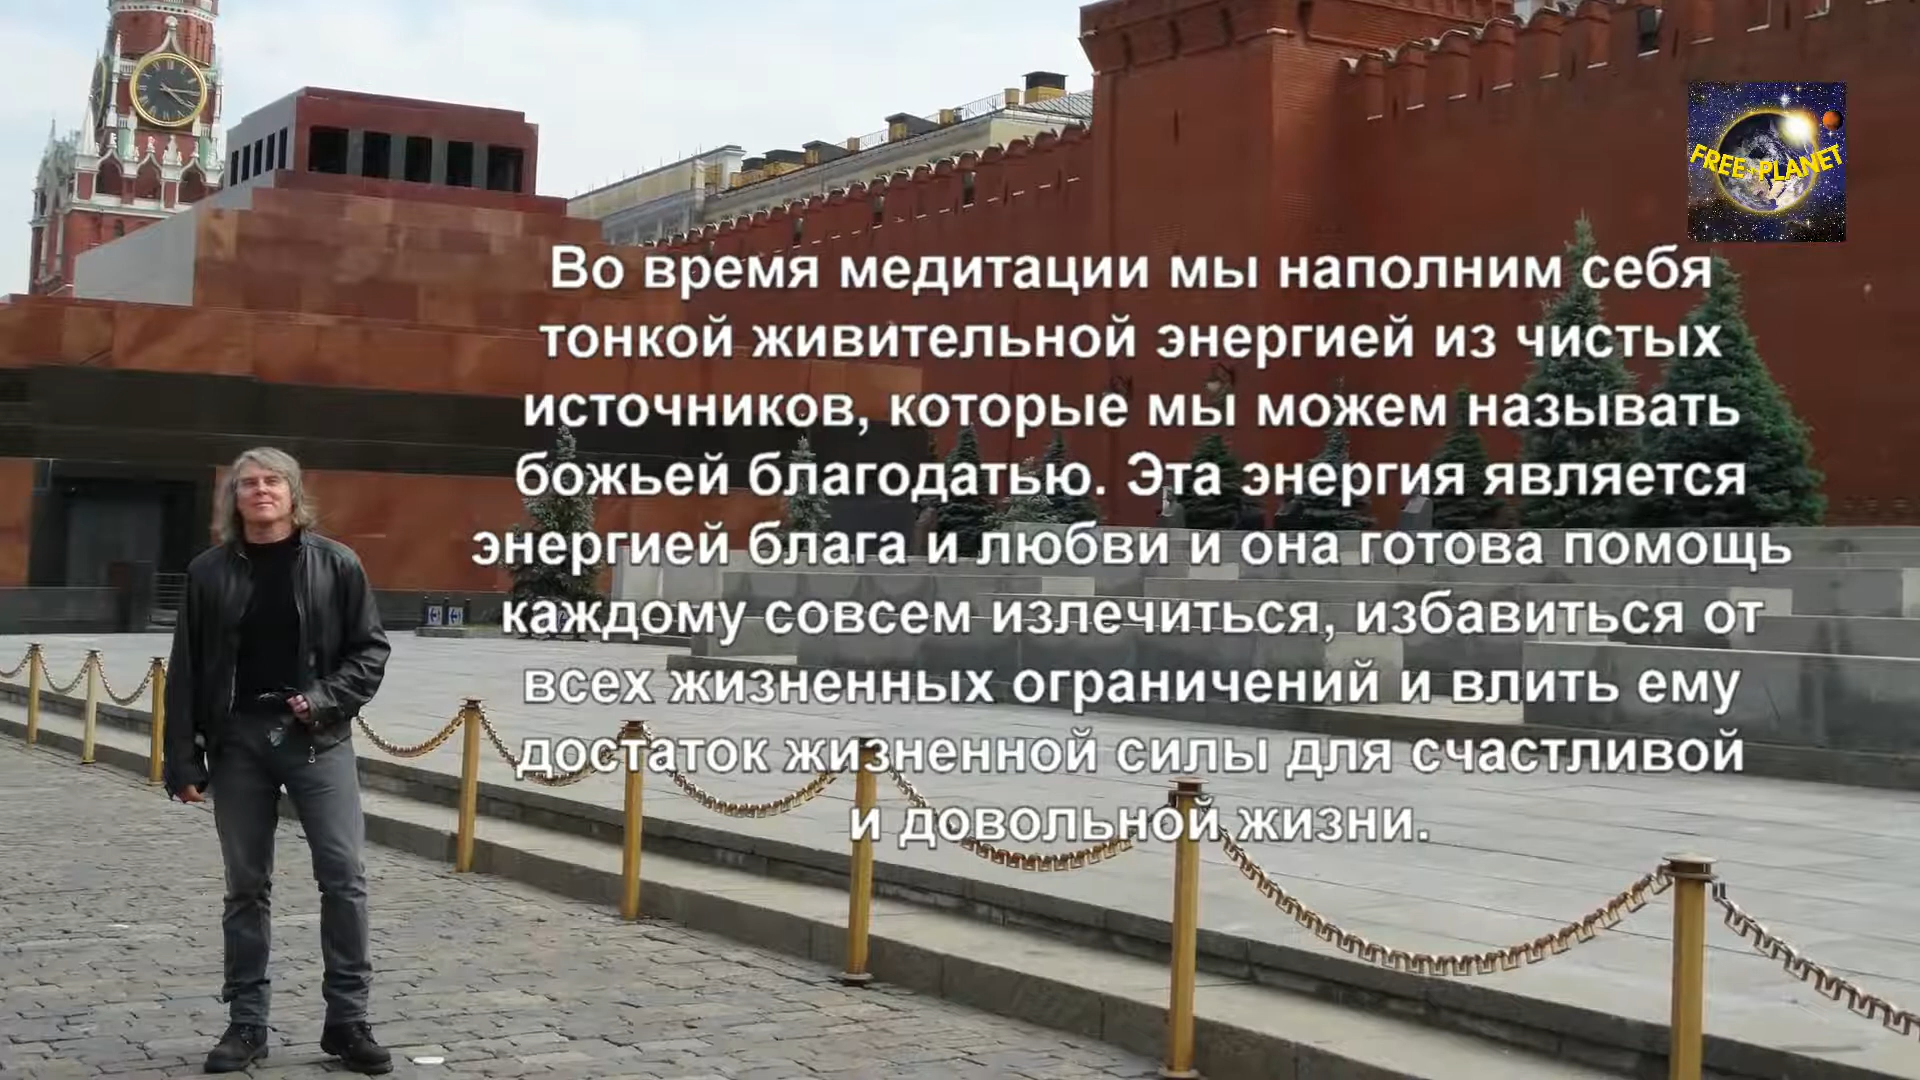 FREE PLANET
Во время медитации мы наполним себя
тонкой живительной энергией из чистых
источников, которые мы можем называть
божьей благодатью. Эта энергия является
энергией блага и любви и она готова помощь
каждому совсем излечиться, избавиться от
всех жизненных ограничений и влить ему
достаток жизненной силы для счастливой
и довольной жизни.